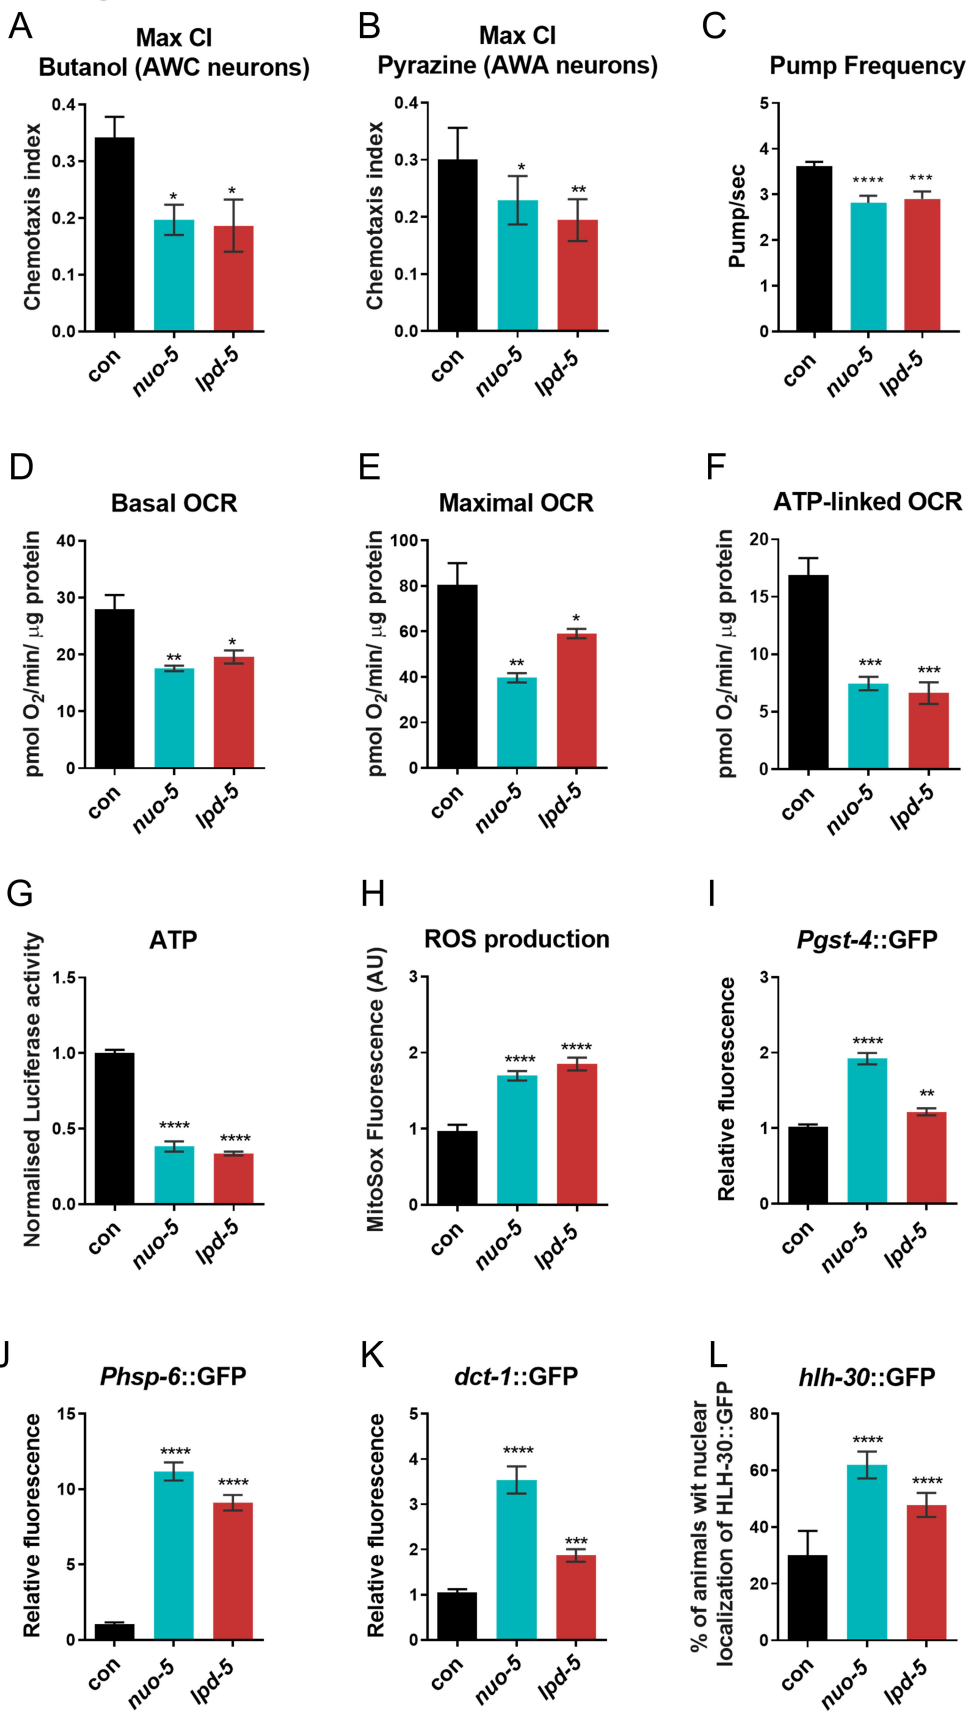 A
Max CI
Butanol (AWC neurons)
Chemotaxis index
0.4
0.3
0.2
0.1
0.0
*
*
con
nuo-5
lpd-5
B
Max CI
Pyrazine (AWA neurons)
Chemotaxis index
0.4
0.3
0.2
0.1
0.0
*
**
con
nuo-5
lpd-5
C
Pump Frequency
Pump/sec
5
4
3
2
1
0
****
***
con
nuo-5
lpd-5
D
Basal OCR
pmol O2/min/ µg protein
40
30
20
10
0
**
*
con
nuo-5
lpd-5
E
Maximal OCR
pmol O2/min/ µg protein
100
80
60
40
20
0
**
*
con
nuo-5
lpd-5
F
ATP-linked OCR
pmol O2/min/ µg protein
20
15
10
5
0
***
***
con
nuo-5
lpd-5
G
ATP
Normalised Luciferase activity
1.5
1.0
0.5
0.0
****
****
con
nuo-5
lpd-5
H
ROS production
MitoSox Fluorescence (AU)
3
2
1
0
****
****
con
nuo-5
lpd-5
I
Pgst-4::GFP
Relative fluorescence
3
2
1
0
****
**
con
nuo-5
lpd-5
J
Phsp-6::GFP
Relative fluorescence
15
10
5
0
****
****
con
nuo-5
lpd-5
K
dct-1::GFP
Relative fluorescence
5
4
3
2
1
0
****
***
con
nuo-5
lpd-5
L
hlh-30::GFP
% of animals wit nuclear
localization of HLH-30::GFP
80
60
40
20
0
****
****
con
nuo-5
lpd-5